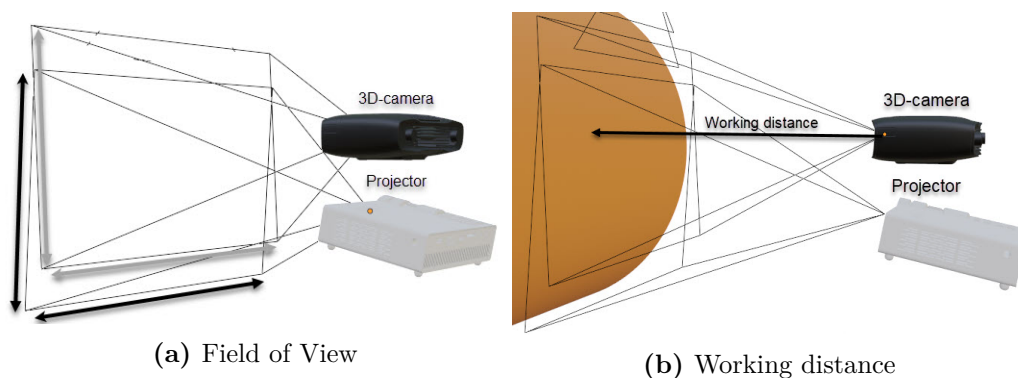 3D-camera
Projector
(a) Field of View
3D-camera
Working distance
Projector
(b) Working distance